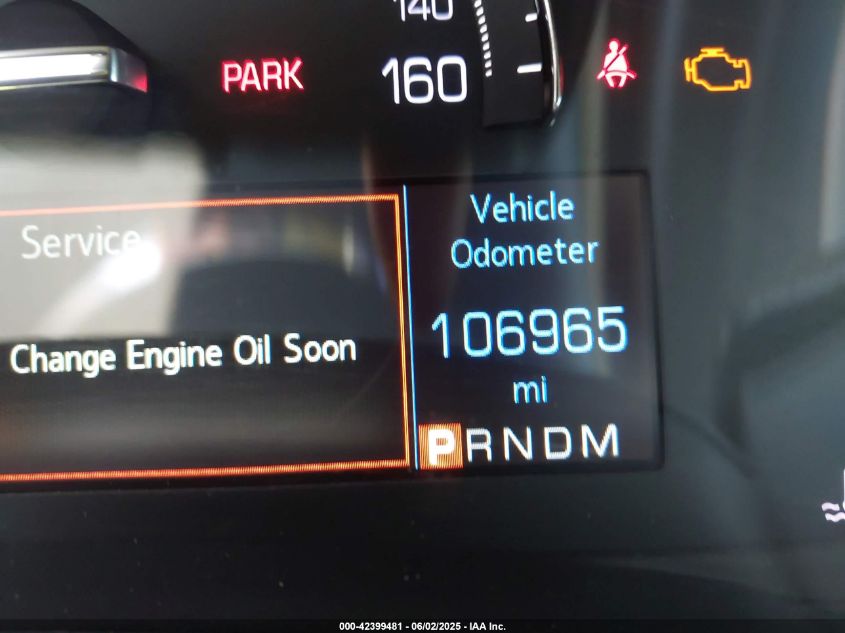 140
PARK
160
Vehicle
Odometer
Service
106965
Change Engine Oil Soon
mi
PRNDM
000-42399481 - 06/02/2025 - IAA Inc.